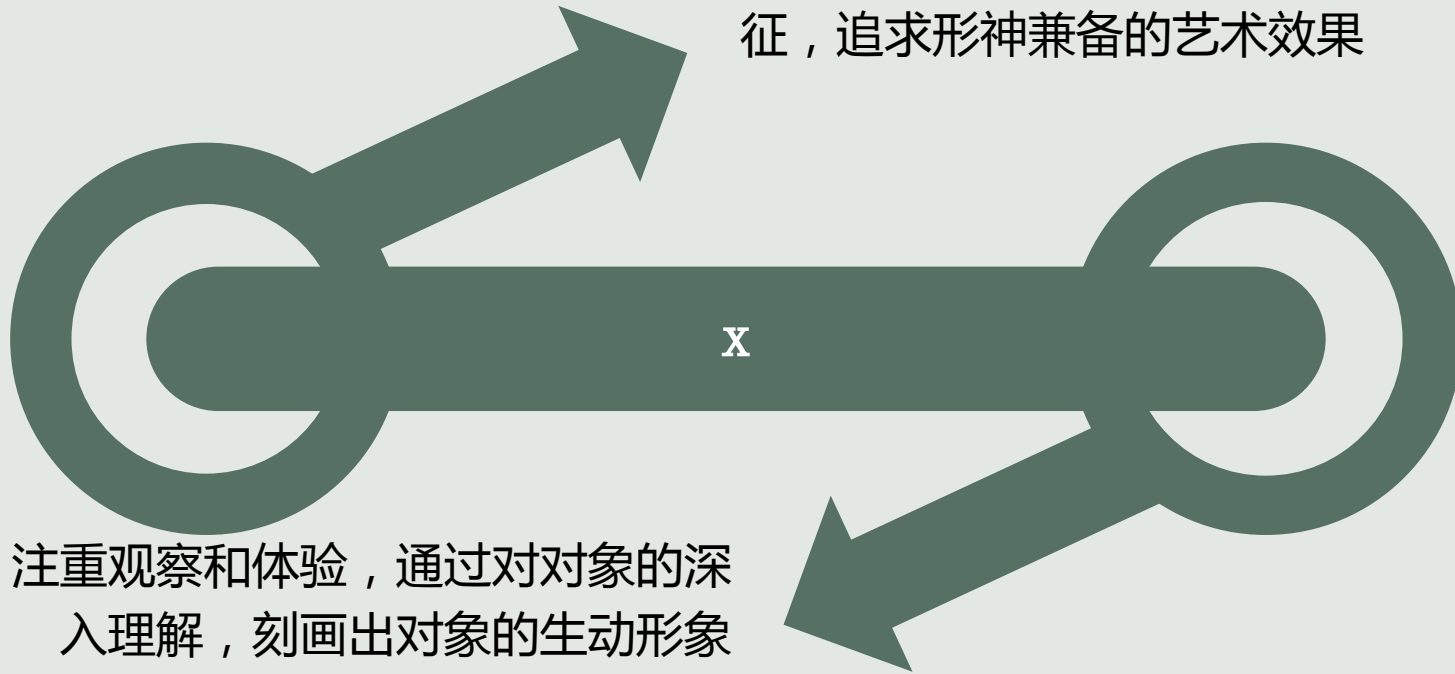 征，追求形神兼备的艺术效果
x
注重观察和体验，通过对对象的深
入理解，刻画出对象的生动形象